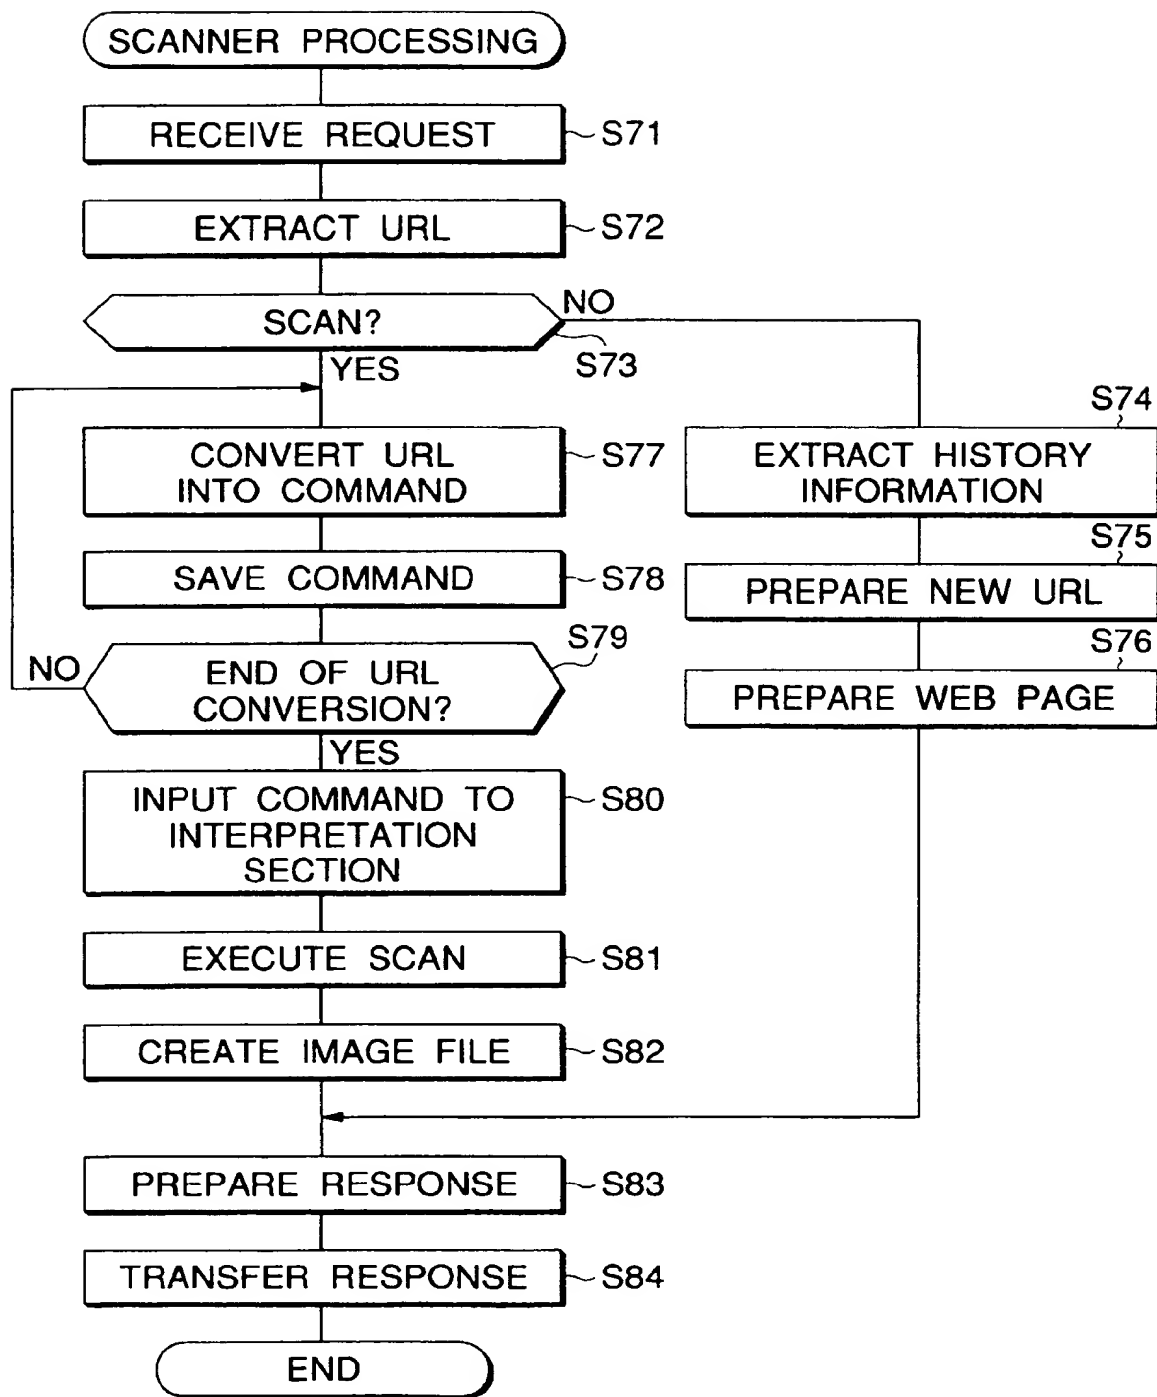 SCANNER PROCESSING
RECEIVE REQUEST
S71
EXTRACT URL
S72
SCAN?
NO
S73
YES
S74
CONVERT URL
INTO COMMAND
S77
EXTRACT HISTORY
INFORMATION
SAVE COMMAND
S78
S75
PREPARE NEW URL
S79
NO
END OF URL
CONVERSION?
S76
PREPARE WEB PAGE
YES
INPUT COMMAND TO
INTERPRETATION
SECTION
S80
EXECUTE SCAN
S81
CREATE IMAGE FILE
S82
PREPARE RESPONSE
S83
TRANSFER RESPONSE
S84
END